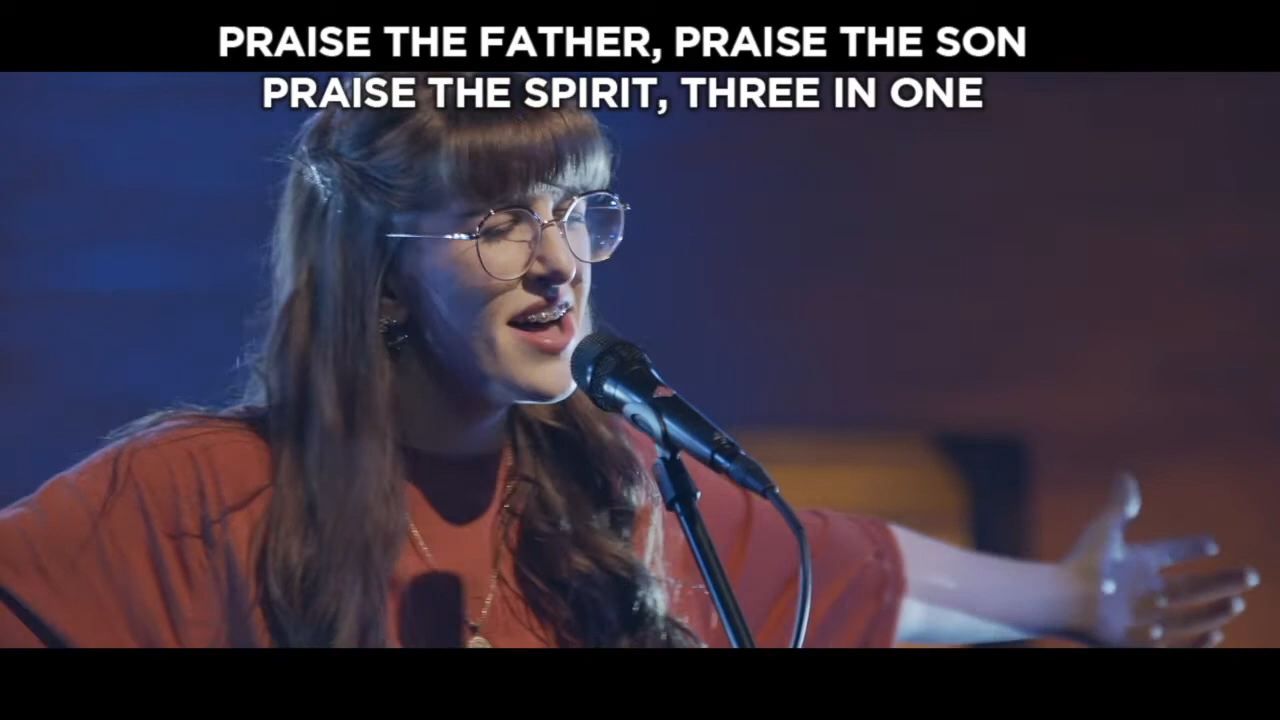 PRAISE THE FATHER, PRAISE THE SON
PRAISE THE SPIRIT, THREE IN ONE